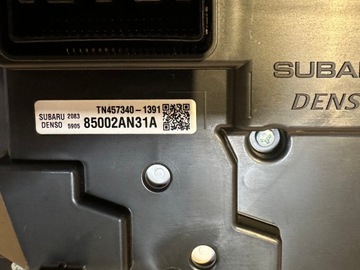 TN457340-1391
SUBARU 2083
DENSO 5905
85002AN31A
SUBAR
DENS